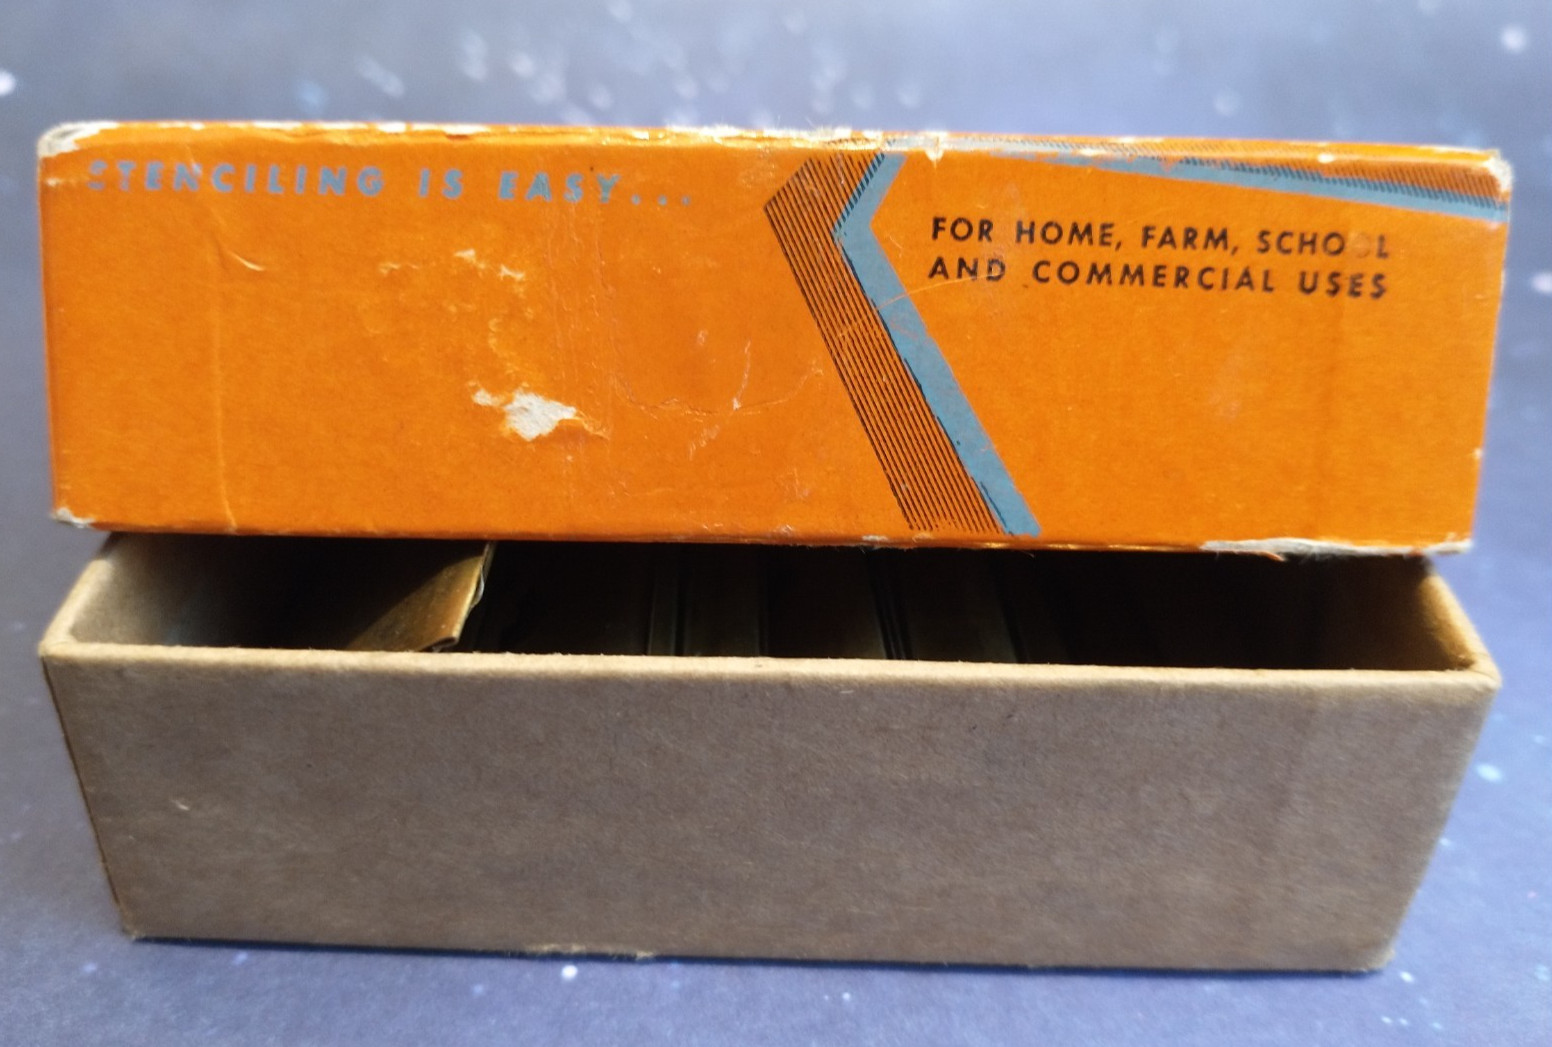 STENCILING IS EASY...
FOR HOME, FARM, SCHOOL
AND COMMERCIAL USES